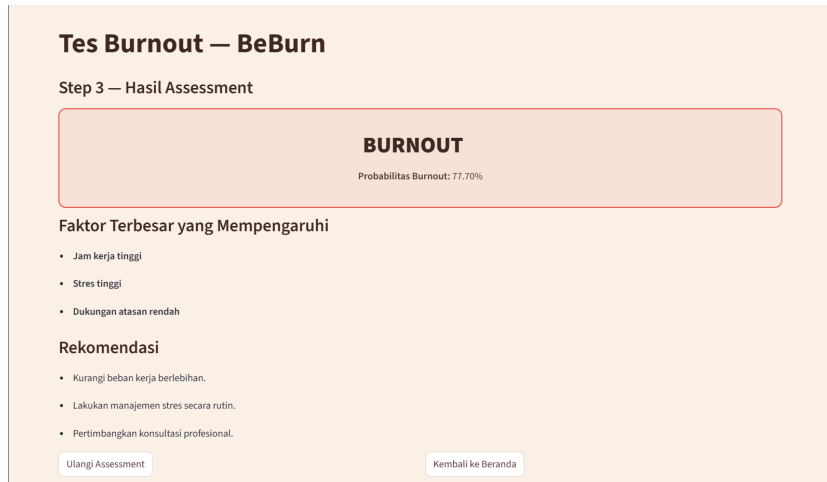 Tes Burnout — BeBurn
Step 3 — Hasil Assessment
BURNOUT
Probabilitas Burnout: 77.70%
Faktor Terbesar yang Mempengaruhi
• Jam kerja tinggi
• Stres tinggi
• Dukungan atasan rendah
Rekomendasi
• Kurangi beban kerja berlebihan.
• Lakukan manajemen stres secara rutin.
• Pertimbangkan konsultasi profesional.
Ulangi Assessment
Kembali ke Beranda